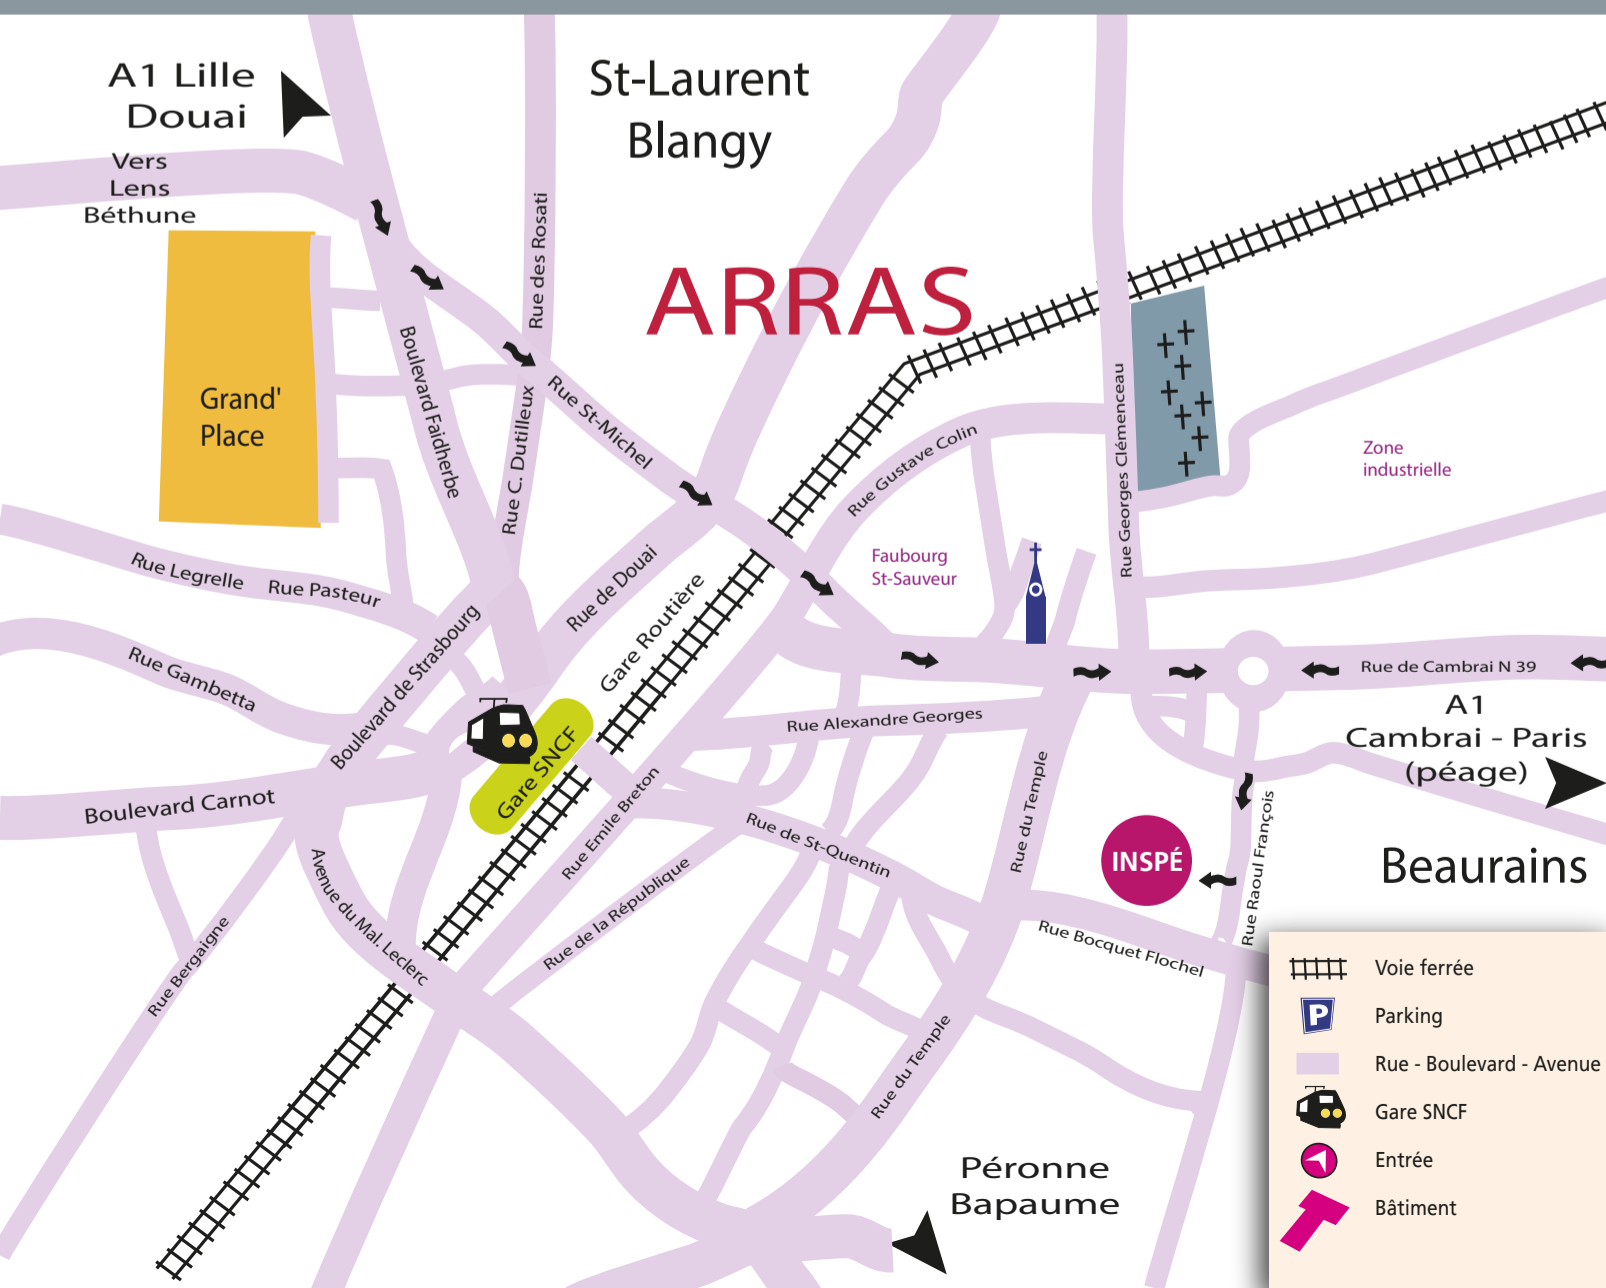 A1 Lille
Douai
Vers
Lens
Béthune
St-Laurent
Blangy
ARRAS
Grand'
Place
Rue des Rosati
Boulevard Faidherbe
Rue C. Dutilleux
Rue St-Michel
Rue Gustave Colin
Rue Georges Clémenceau
Zone
industrielle
Faubourg
St-Sauveur
Rue Legrelle
Rue Pasteur
Rue de Douai
Gare Routière
Rue Gambetta
Boulevard de Strasbourg
Gare SNCF
Rue Alexandre Georges
Rue de Cambrai N 39
A1
Cambrai - Paris
(péage)
Boulevard Carnot
Rue Emile Breton
Rue de St-Quentin
Rue du Temple
INSPÉ
Rue Raoul François
Beaurains
Avenue du Mal. Leclerc
Rue de la République
Rue Bergaigne
Rue Bocquet Flochel
Rue du Temple
Péronne
Bapaume
Voie ferrée
P
Parking
Rue - Boulevard - Avenue
Gare SNCF
Entrée
Bâtiment